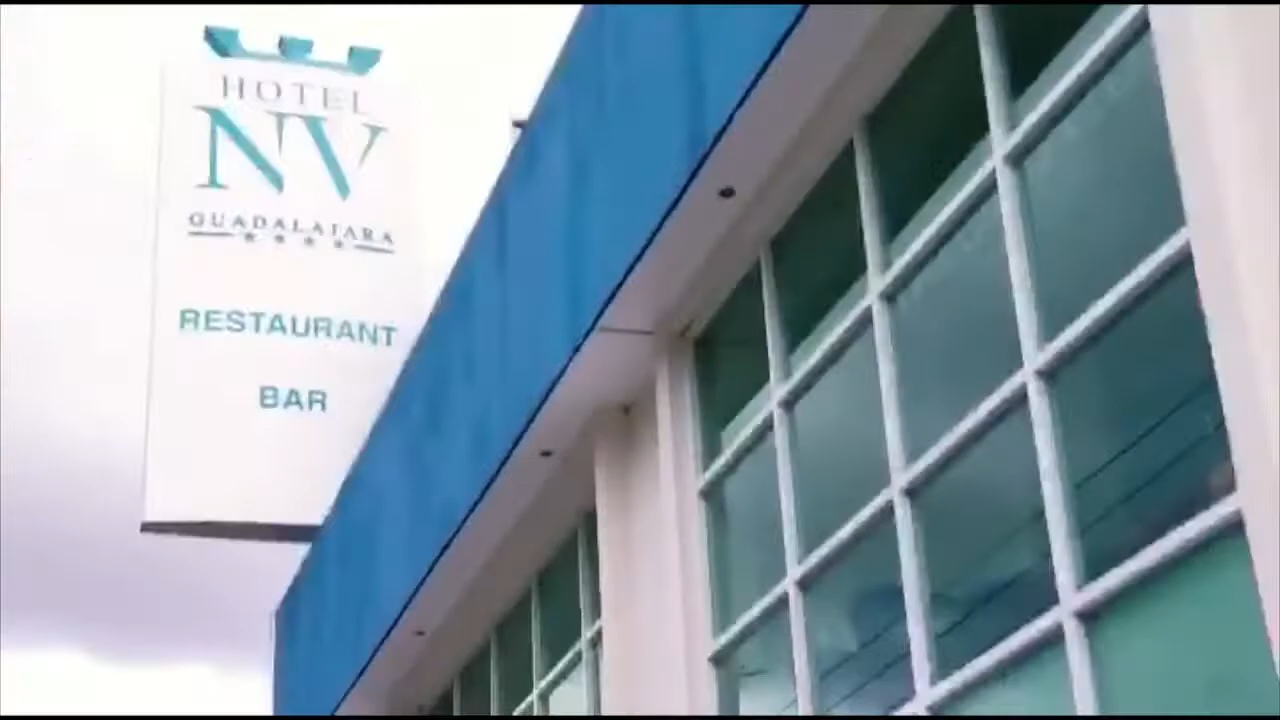 HOTEL
NV
GUADALAJARA
★ ★ ★ ★
RESTAURANT
BAR